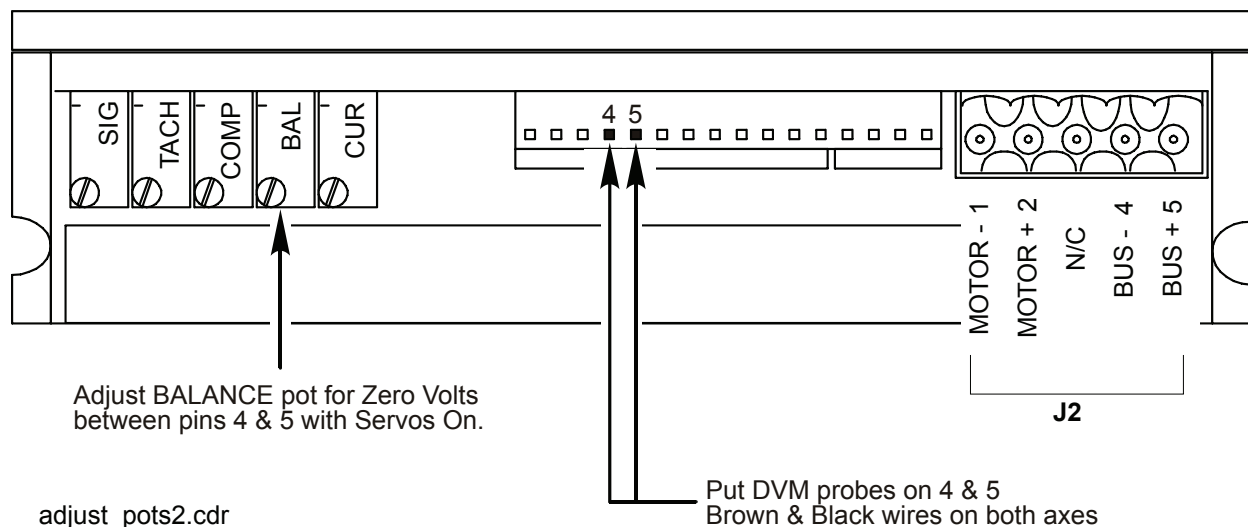 SIG
TACH
COMP
BAL
CUR
4 5
MOTOR - 1
MOTOR + 2
N/C
BUS - 4
BUS + 5
J2
Adjust BALANCE pot for Zero Volts
between pins 4 & 5 with Servos On.
Put DVM probes on 4 & 5
Brown & Black wires on both axes
adjust_pots2.cdr